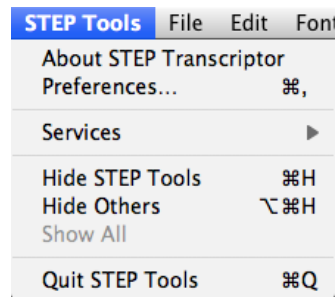 STEP Tools File Edit Font
About STEP Transcriptor
Preferences... ⌘,
Services ▶
Hide STEP Tools ⌘H
Hide Others ⌥⌘H
Show All
Quit STEP Tools ⌘Q